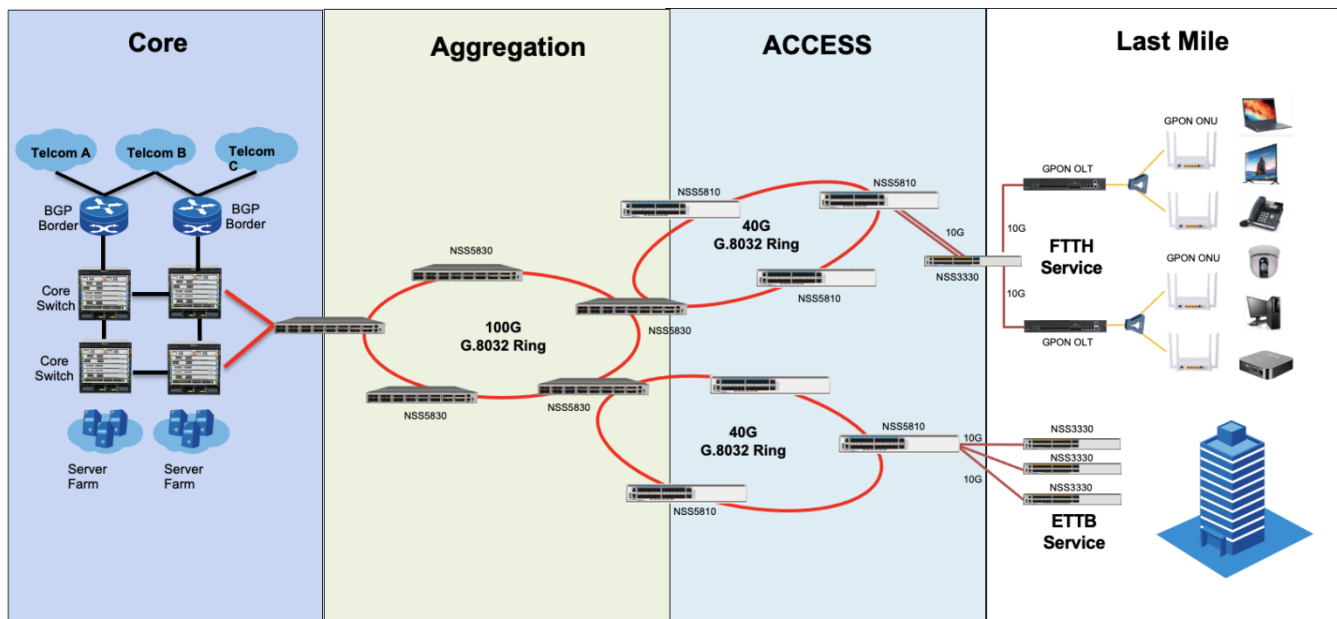 Core
Aggregation
ACCESS
Last Mile
Telcom A
Telcom B
Telcom
C
BGP
Border
BGP
Border
Core
Switch
Core
Switch
Server
Farm
Server
Farm
NSS5830
100G
G.8032 Ring
NSS5830
NSS5830
NSS5830
NSS5810
NSS5810
40G
G.8032 Ring
NSS5810
10G
NSS3330
40G
G.8032 Ring
NSS5810
NSS5810
GPON OLT
10G
FTTH
Service
10G
GPON OLT
GPON ONU
GPON ONU
10G
10G
NSS3330
NSS3330
NSS3330
ETTB
Service